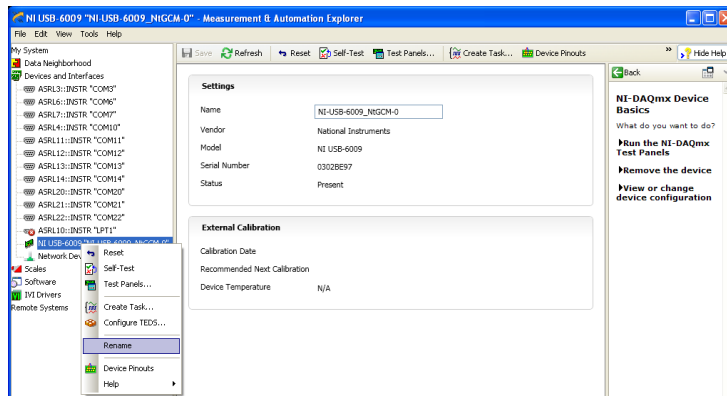 NI USB-6009 "NI-USB-6009_NtGCM-0" - Measurement & Automation Explorer
File Edit View Tools Help
My System
Data Neighborhood
Devices and Interfaces
ASRL3::INSTR "COM3"
ASRL6::INSTR "COM6"
ASRL7::INSTR "COM7"
ASRL4::INSTR "COM10"
ASRL11::INSTR "COM11"
ASRL12::INSTR "COM12"
ASRL13::INSTR "COM13"
ASRL14::INSTR "COM14"
ASRL20::INSTR "COM20"
ASRL21::INSTR "COM21"
ASRL22::INSTR "COM22"
ASRL10::INSTR "LPT1"
NI USB-6009 "NI-USB-6009_NtGCM-0"
Network Dev
Scales
Software
IVI Drivers
Remote Systems
Reset
Self-Test
Test Panels...
Create Task...
Configure TEDS...
Rename
Device Pinouts
Help
Save Refresh Reset Self-Test Test Panels... Create Task... Device Pinouts » Hide Help
Settings
Name NI-USB-6009_NtGCM-0
Vendor National Instruments
Model NI USB-6009
Serial Number 0302BE97
Status Present
External Calibration
Calibration Date
Recommended Next Calibration
Device Temperature N/A
Back
NI-DAQmx Device
Basics
What do you want to do?
Run the NI-DAQmx
Test Panels
Remove the device
View or change
device configuration